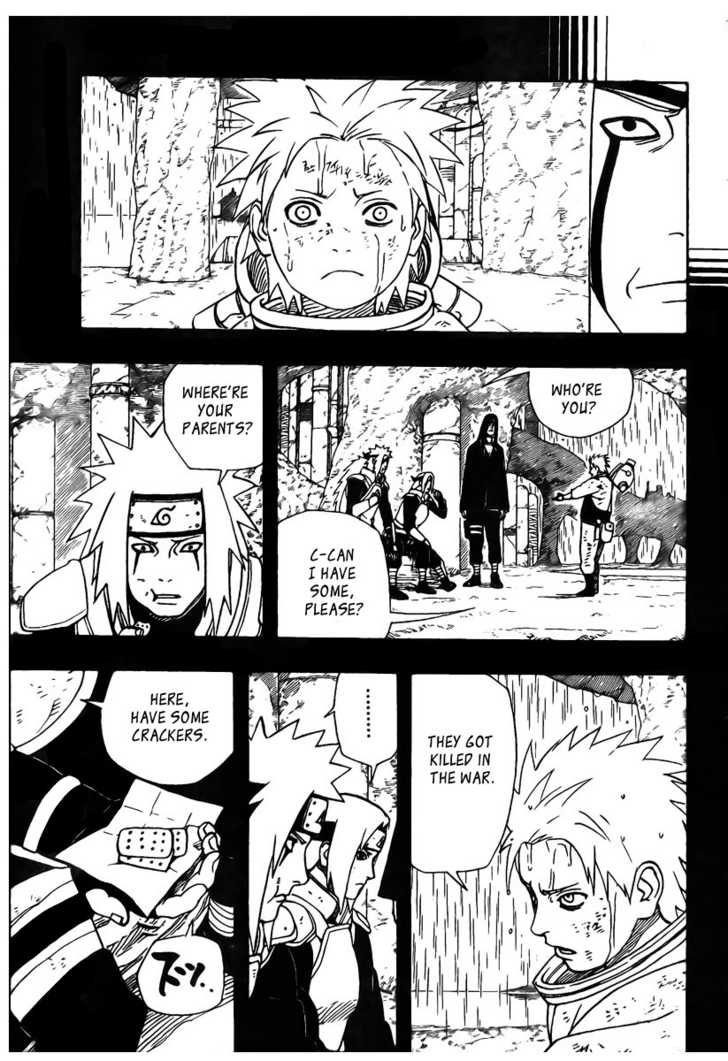 WHO'RE
YOU?
C-CAN
I HAVE
SOME,
PLEASE?
WHERE'RE
YOUR
PARENTS?
THEY GOT
KILLED IN
THE WAR.
........
HERE,
HAVE SOME
CRACKERS.